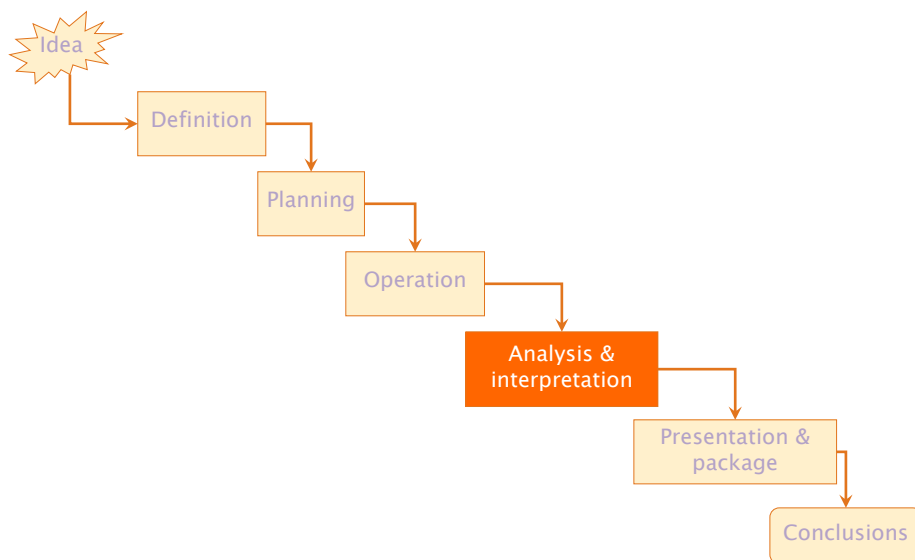 Idea
Definition
Planning
Operation
Analysis &
interpretation
Presentation &
package
Conclusions